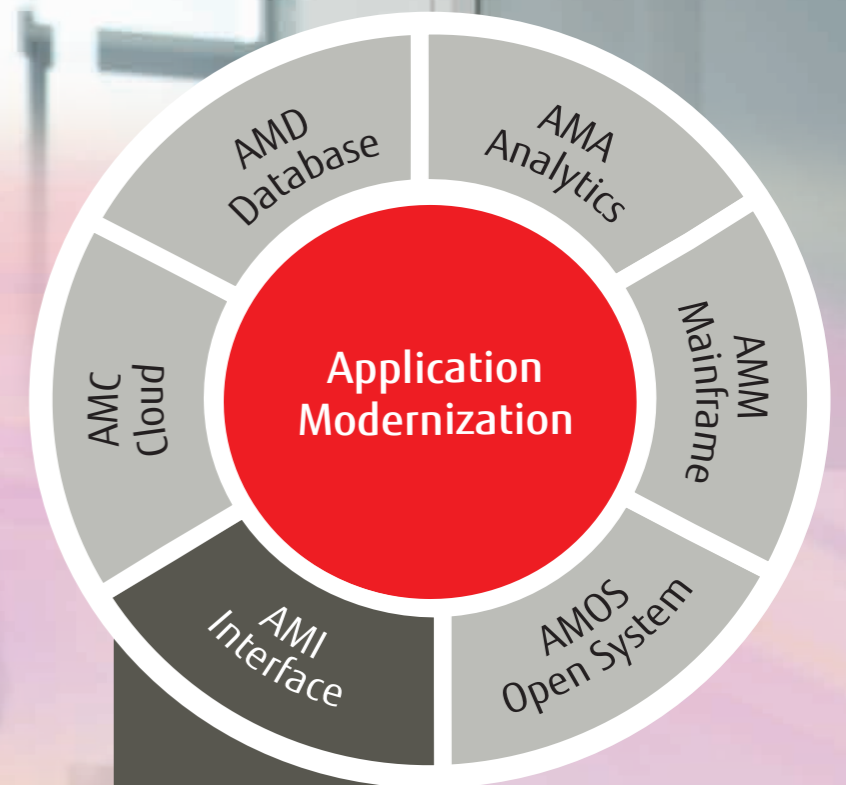 Application
Modernization
AMA
Analytics
AMM
Mainframe
AMOS
Open System
AMI
Interface
AMC
Cloud
AMD
Database